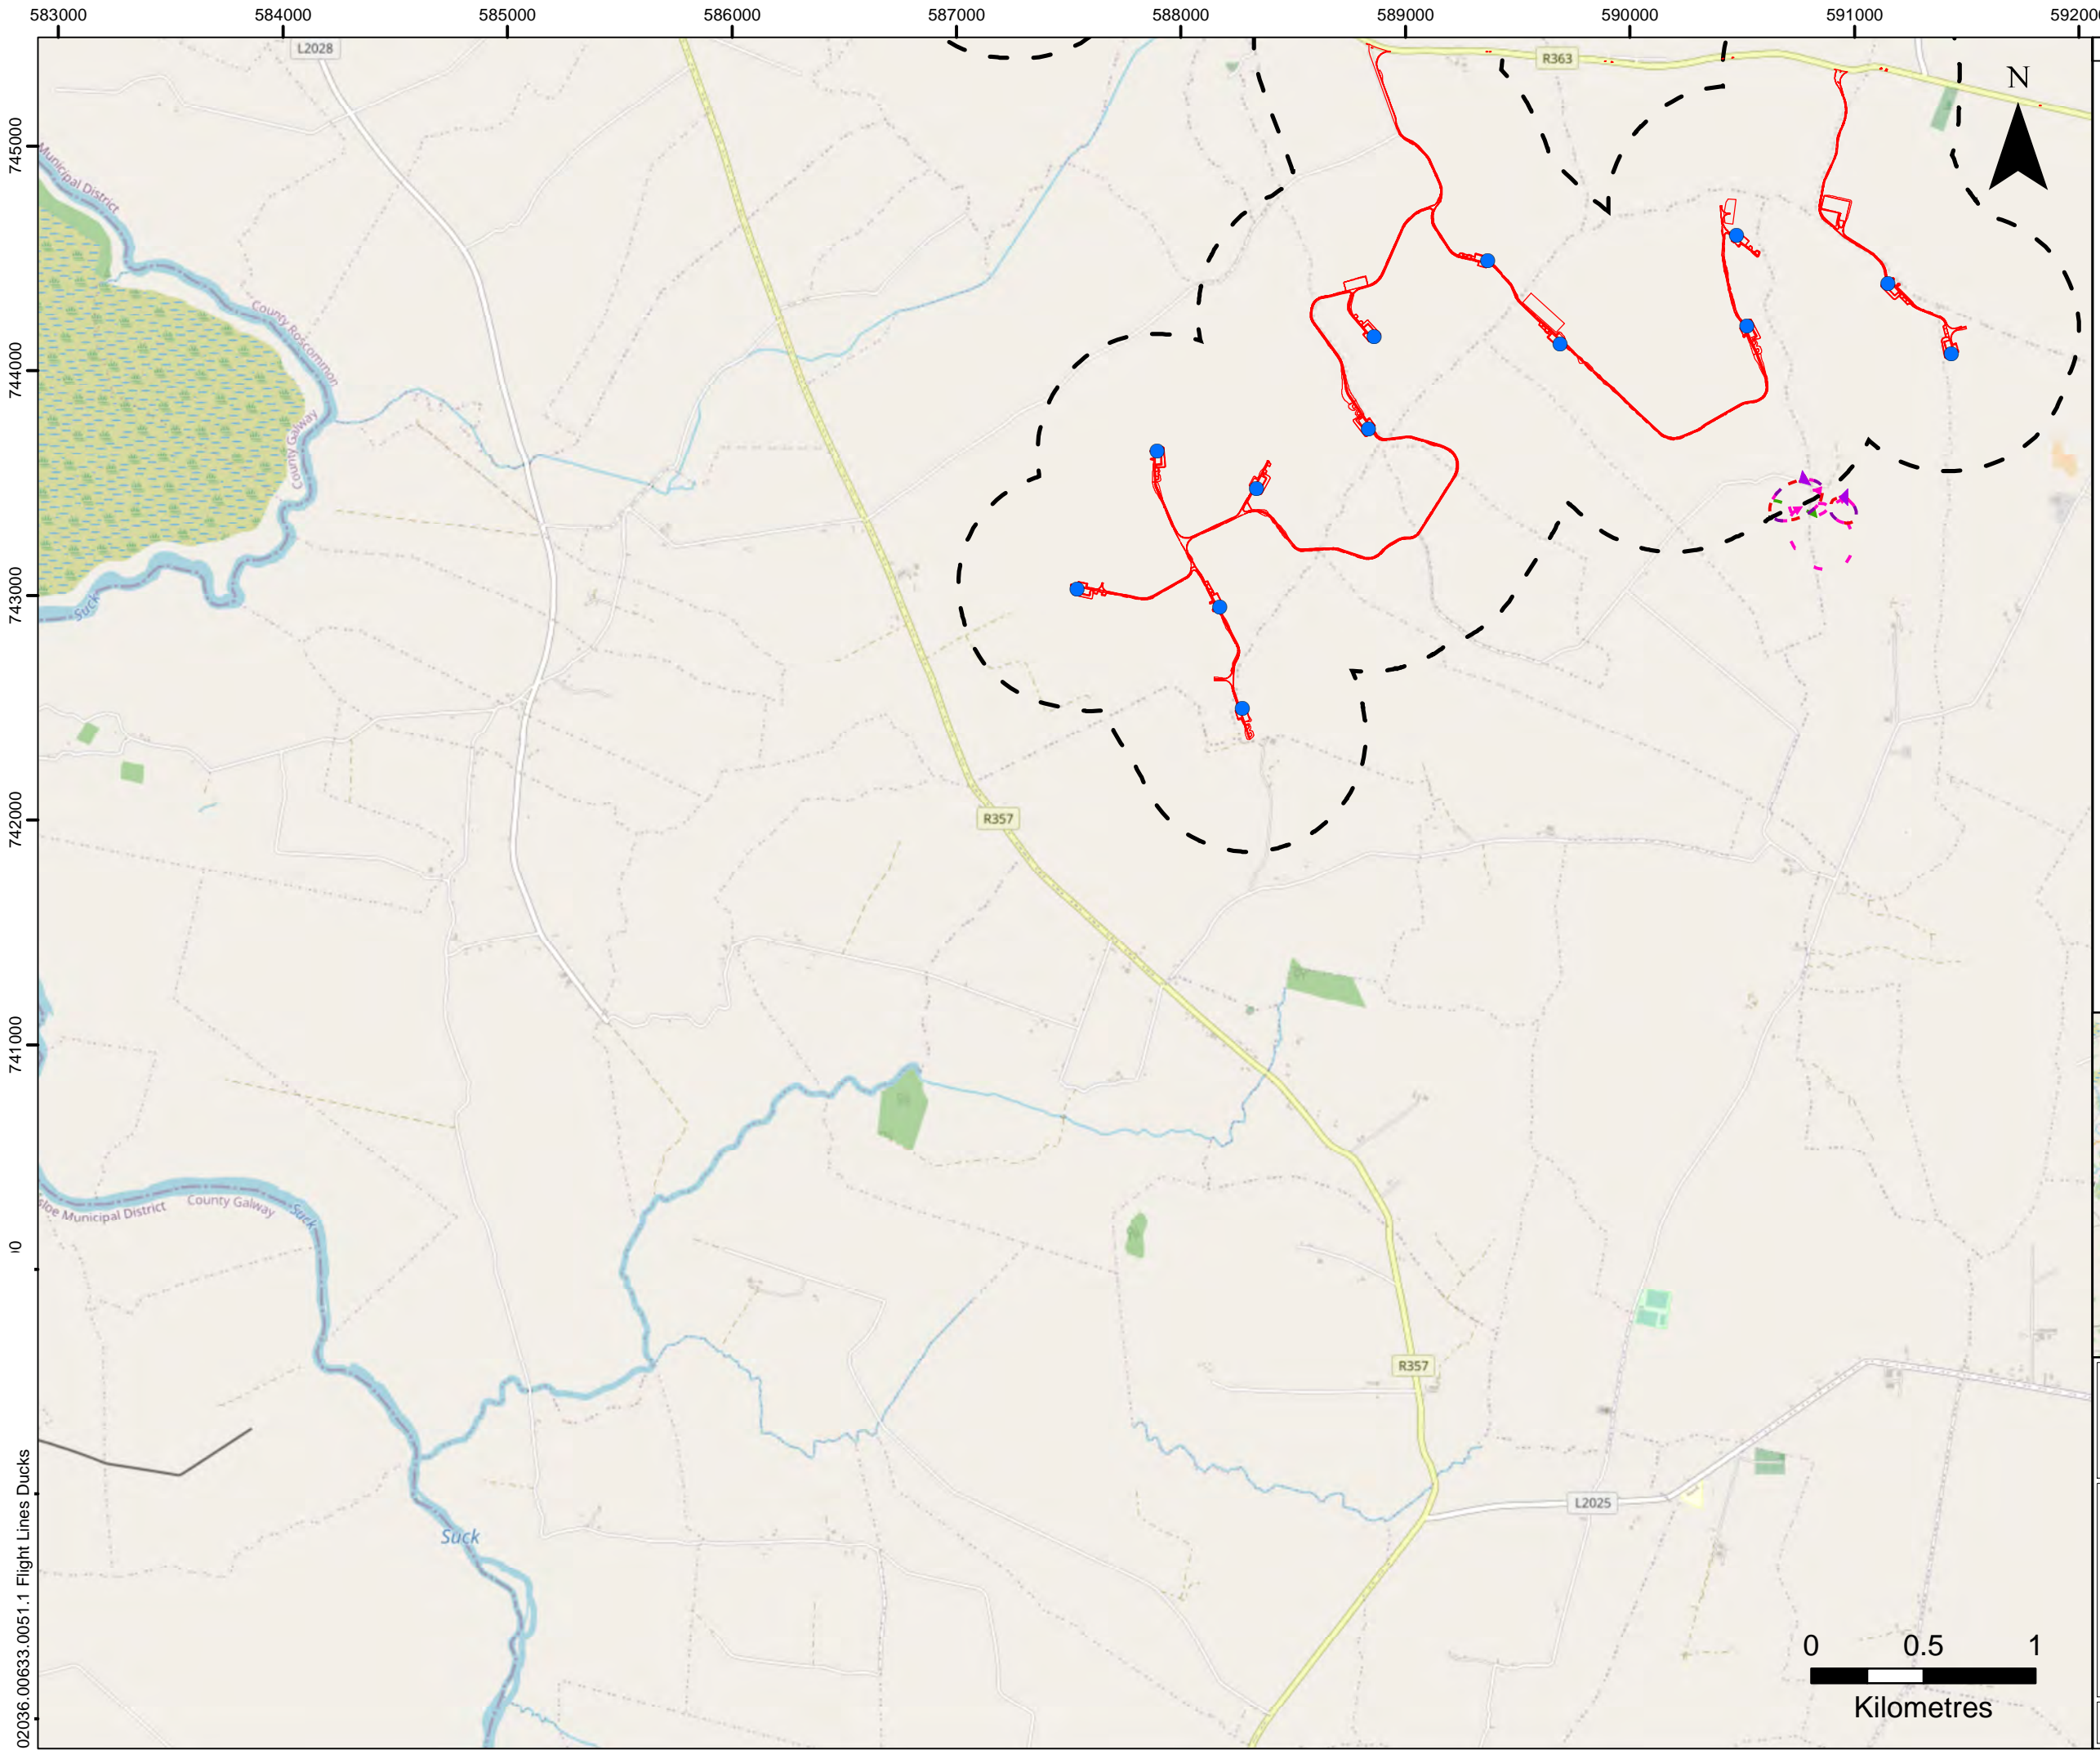 583000 584000 585000 586000 587000 588000 589000 590000 591000
L2028
R363
N
745000
Municipal District
County Roscommon
744000
County Galway
743000
Suck
742000
R357
741000
County Galway
Municipal District
Suck
R357
L2025
Suck
0 0.5 1
Kilometres
02036.00633.0051.1 Flight Lines Ducks